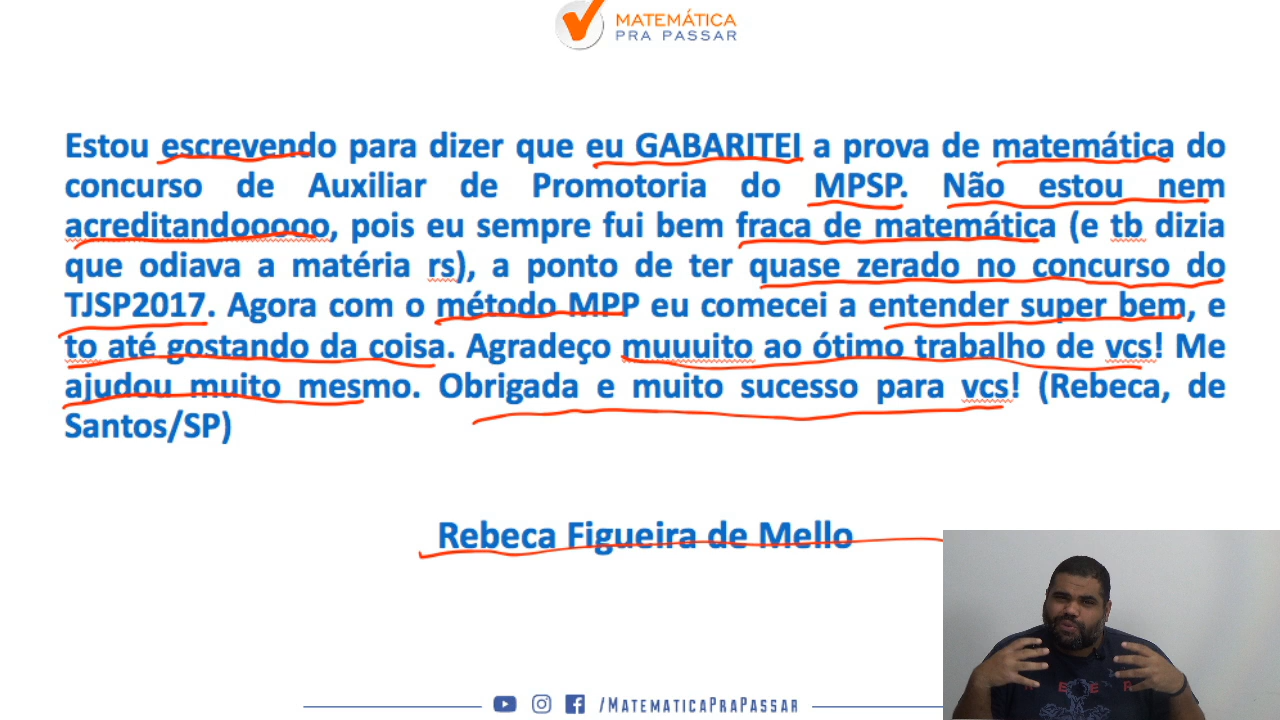 MATEMÁTICA
PRA PASSAR
Estou escrevendo para dizer que eu GABARITEI a prova de matemática do
concurso de Auxiliar de Promotoria do MPSP. Não estou nem
acreditandooooo, pois eu sempre fui bem fraca de matemática (e tb dizia
que odiava a matéria rs), a ponto de ter quase zerado no concurso do
TJSP2017. Agora com o método MPP eu comecei a entender super bem, e
to até gostando da coisa. Agradeço muuuito ao ótimo trabalho de vcs! Me
ajudou muito mesmo. Obrigada e muito sucesso para vcs! (Rebeca, de
Santos/SP)
Rebeca Figueira de Mello
/MatematicaPraPassar